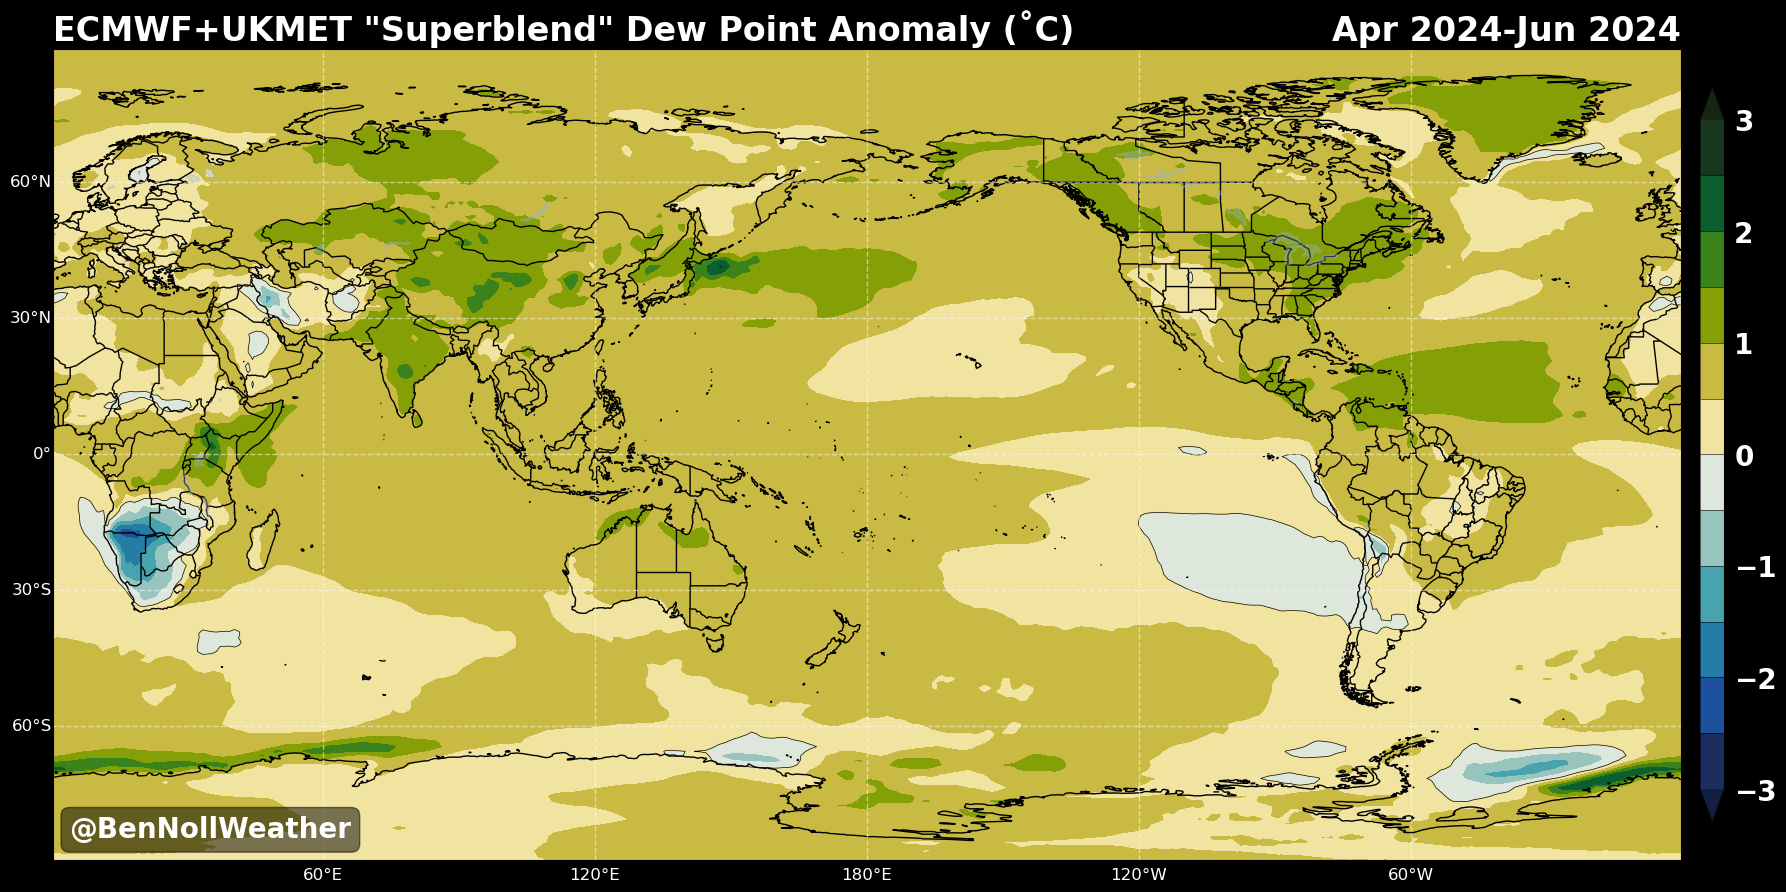 ECMWF+UKMET "Superblend" Dew Point Anomaly (˚C)
Apr 2024-Jun 2024
3
2
1
0
−1
−2
−3
60°N
30°N
0°
30°S
60°S
@BenNollWeather
60°E
120°E
180°E
120°W
60°W